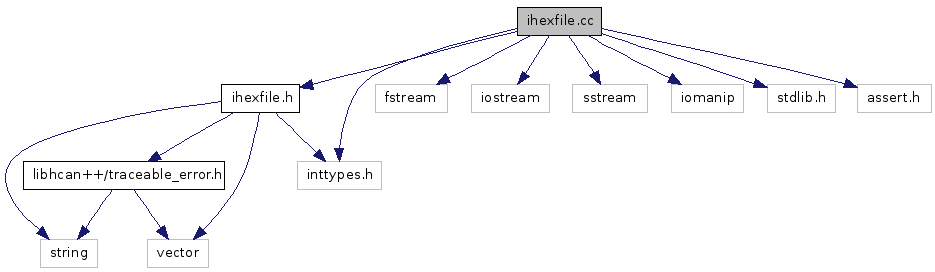 ihexfile.cc
ihexfile.h
fstream
iostream
sstream
iomanip
stdlib.h
assert.h
libhcan++/traceable_error.h
inttypes.h
string
vector